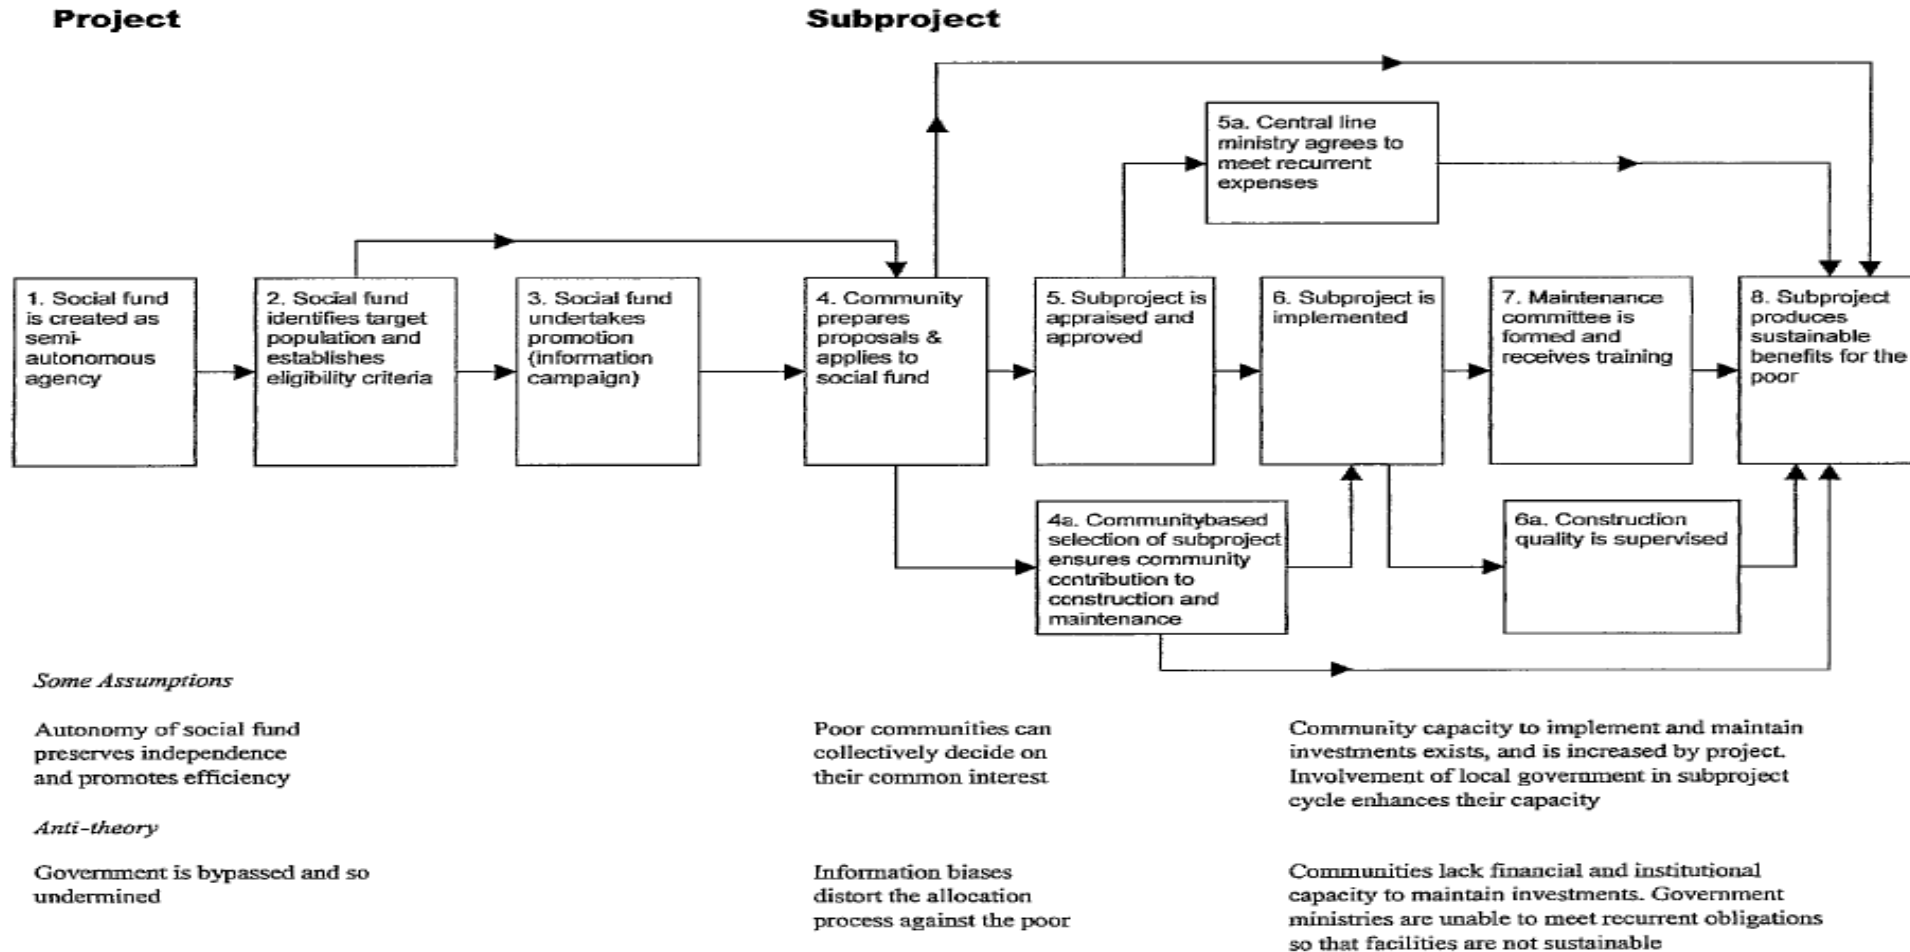 Project
Subproject
5a. Central line
ministry agrees to
meet recurrent
expenses
1. Social fund
is created as
semi-
autonomous
agency
2. Social fund
identifies target
population and
establishes
eligibility criteria
3. Social fund
undertakes
promotion
(information
campaign)
4. Community
prepares
proposals &
applies to
social fund
5. Subproject is
appraised and
approved
6. Subproject is
implemented
7. Maintenance
committee is
formed and
receives training
8. Subproject
produces
sustainable
benefits for the
poor
4a. Communitybased
selection of subproject
ensures community
contribution to
construction and
maintenance
6a. Construction
quality is supervised
Some Assumptions
Autonomy of social fund
preserves independence
and promotes efficiency
Poor communities can
collectively decide on
their common interest
Community capacity to implement and maintain
investments exists, and is increased by project.
Involvement of local government in subproject
cycle enhances their capacity
Anti-theory
Government is bypassed and so
undermined
Information biases
distort the allocation
process against the poor
Communities lack financial and institutional
capacity to maintain investments. Government
ministries are unable to meet recurrent obligations
so that facilities are not sustainable